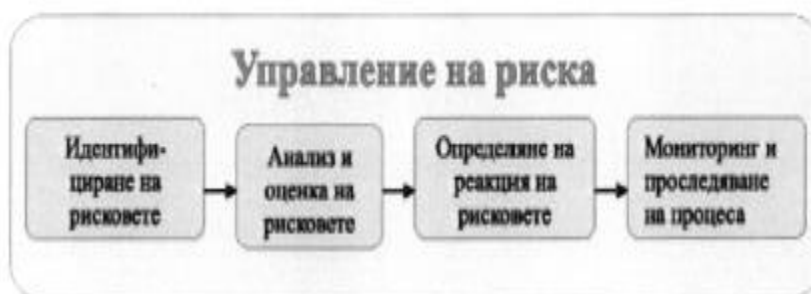 Управление на риска
Идентифи-
циране на
рисковете
Анализ и
оценка на
рисковете
Определяне на
реакция на
рисковете
Мониторинг и
проследяване
на процеса